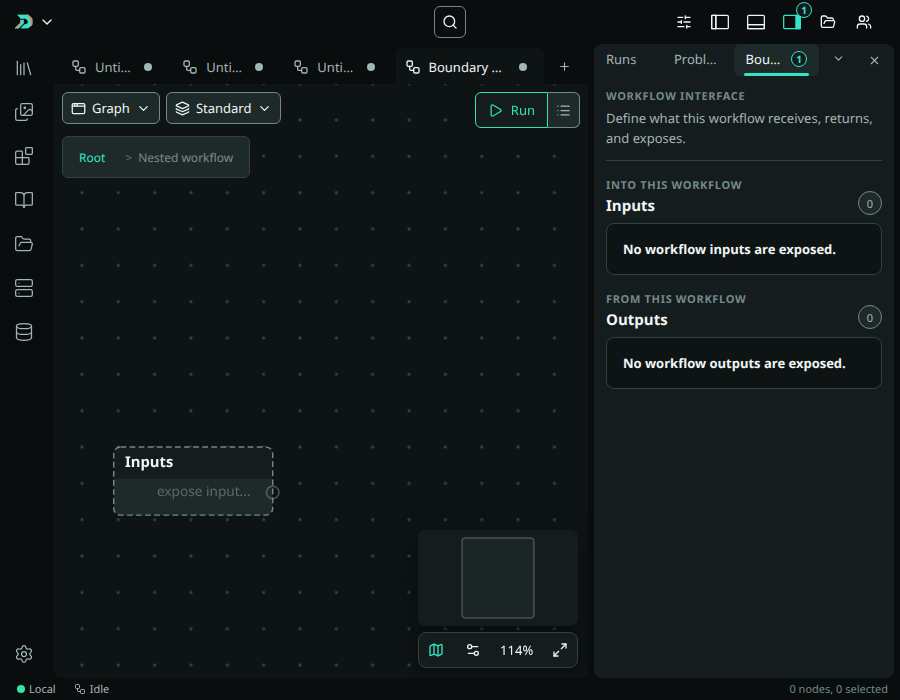 1
Unti...
Unti...
Unti...
Boundary ...
Runs
Probl...
Bou...
1
Graph
Standard
Run
Root
> Nested workflow
WORKFLOW INTERFACE
Define what this workflow receives, returns,
and exposes.
INTO THIS WORKFLOW
Inputs
0
No workflow inputs are exposed.
FROM THIS WORKFLOW
Outputs
0
No workflow outputs are exposed.
Inputs
expose input...
114%
Local
Idle
0 nodes, 0 selected